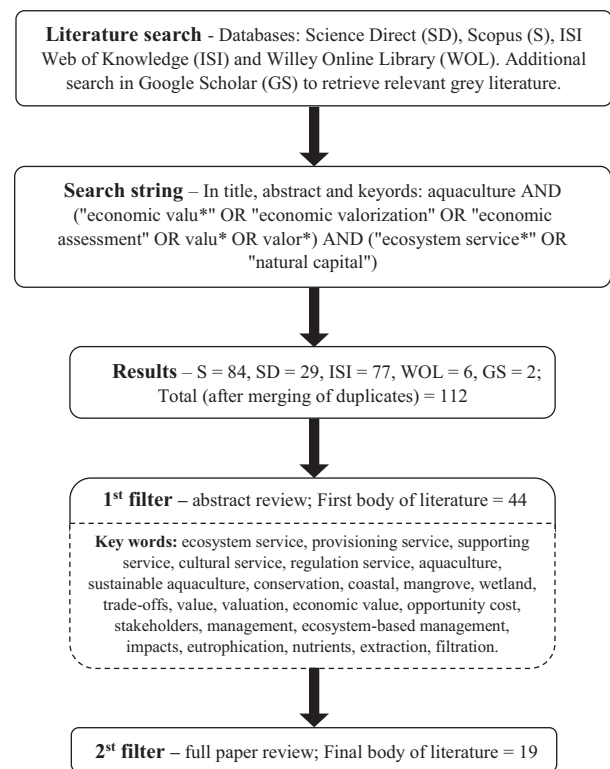 Literature search - Databases: Science Direct (SD), Scopus (S), ISI
Web of Knowledge (ISI) and Willey Online Library (WOL). Additional
search in Google Scholar (GS) to retrieve relevant grey literature.
Search string – In title, abstract and keyords: aquaculture AND
("economic valu*" OR "economic valorization" OR "economic
assessment" OR valu* OR valor*) AND ("ecosystem service*" OR
"natural capital")
Results – S = 84, SD = 29, ISI = 77, WOL = 6, GS = 2;
Total (after merging of duplicates) = 112
1st filter – abstract review; First body of literature = 44
Key words: ecosystem service, provisioning service, supporting
service, cultural service, regulation service, aquaculture,
sustainable aquaculture, conservation, coastal, mangrove, wetland,
trade-offs, value, valuation, economic value, opportunity cost,
stakeholders, management, ecosystem-based management,
impacts, eutrophication, nutrients, extraction, filtration.
2st filter – full paper review; Final body of literature = 19